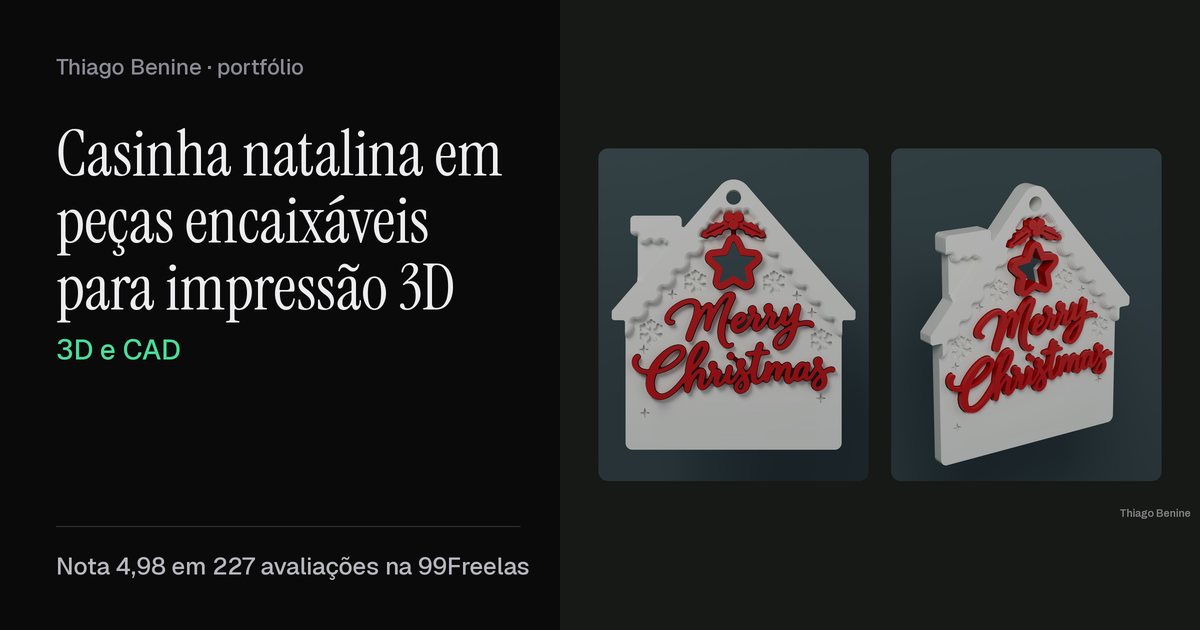 Thiago Benine · portfólio
Casinha natalina em
peças encaixáveis
para impressão 3D
3D e CAD
Nota 4,98 em 227 avaliações na 99Freelas
Merry
Christmas
Merry
Christmas
Thiago Benine